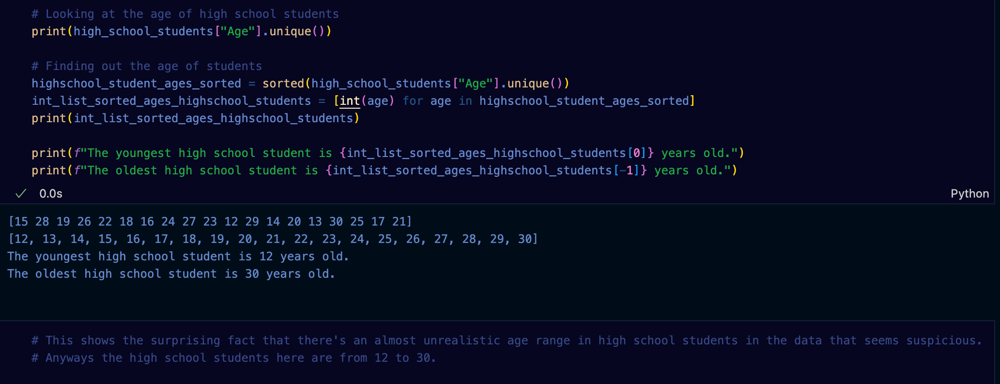 # Looking at the age of high school students
print(high_school_students["Age"].unique())
# Finding out the age of students
highschool_student_ages_sorted = sorted(high_school_students["Age"].unique())
int_list_sorted_ages_highschool_students = [int(age) for age in highschool_student_ages_sorted]
print(int_list_sorted_ages_highschool_students)
print(f"The youngest high school student is {int_list_sorted_ages_highschool_students[0]} years old.")
print(f"The oldest high school student is {int_list_sorted_ages_highschool_students[-1]} years old.")
✓ 0.0s Python
[15 28 19 26 22 18 16 24 27 23 12 29 14 20 13 30 25 17 21]
[12, 13, 14, 15, 16, 17, 18, 19, 20, 21, 22, 23, 24, 25, 26, 27, 28, 29, 30]
The youngest high school student is 12 years old.
The oldest high school student is 30 years old.
# This shows the surprising fact that there's an almost unrealistic age range in high school students in the data that seems suspicious.
# Anyways the high school students here are from 12 to 30.